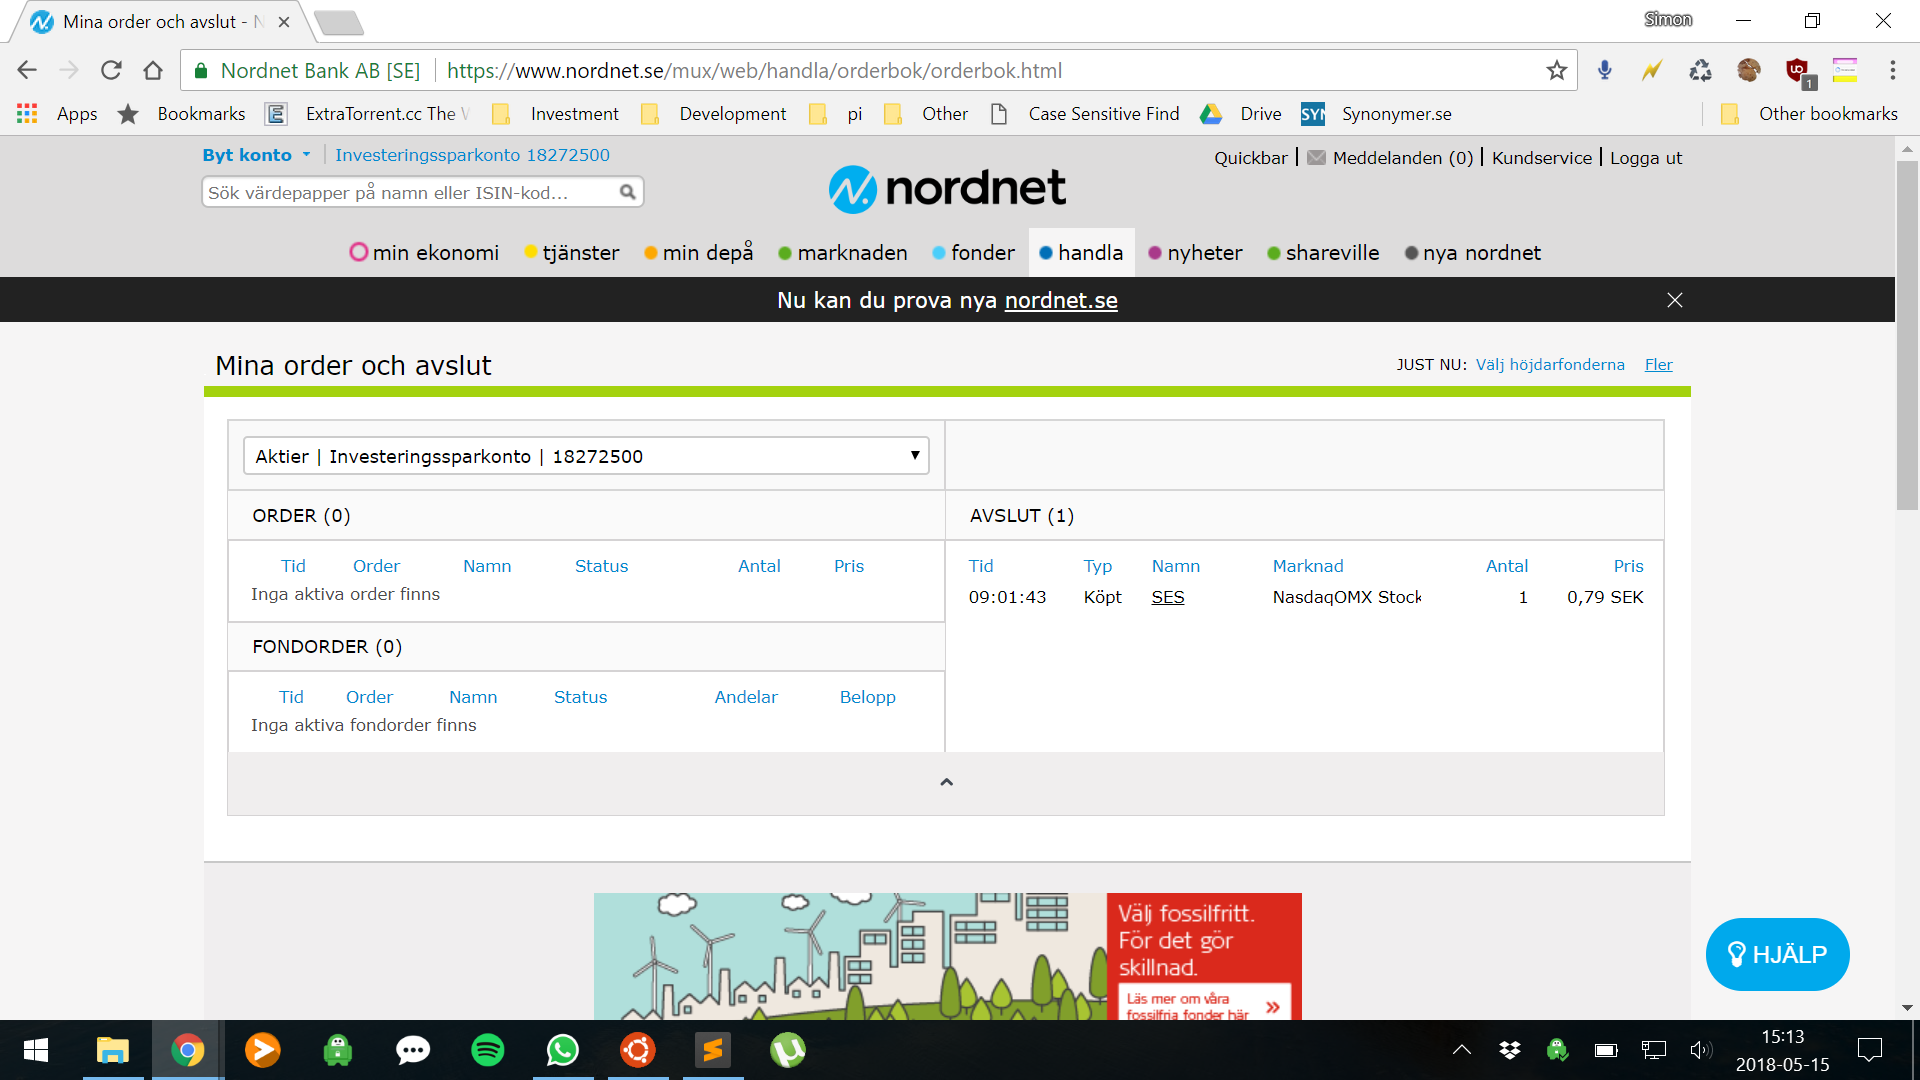 Mina order och avslut -
Simon
Nordnet Bank AB [SE]
https://www.nordnet.se/mux/web/handla/orderbok/orderbok.html
1
Apps
Bookmarks
ExtraTorrent.cc The
Investment
Development
pi
Other
Case Sensitive Find
Drive
SYN
Synonymer.se
Other bookmarks
Byt konto
Investeringssparkonto 18272500
Quickbar
Meddelanden (0)
Kundservice
Logga ut
Sök värdepapper på namn eller ISIN-kod...
nordnet
min ekonomi
tjänster
min depå
marknaden
fonder
handla
nyheter
shareville
nya nordnet
Nu kan du prova nya nordnet.se
Mina order och avslut
JUST NU: Välj höjdarfonderna Fler
Aktier | Investeringssparkonto | 18272500
ORDER (0)
Tid Order Namn Status Antal Pris
Inga aktiva order finns
AVSLUT (1)
Tid Typ Namn Marknad Antal Pris
09:01:43 Köpt SES NasdaqOMX Stock 1 0,79 SEK
FONDORDER (0)
Tid Order Namn Status Andelar Belopp
Inga aktiva fondorder finns
Välj fossilfritt.
För det gör
skillnad.
Läs mer om våra
fossilfria fonder här
HJÄLP
15:13
2018-05-15